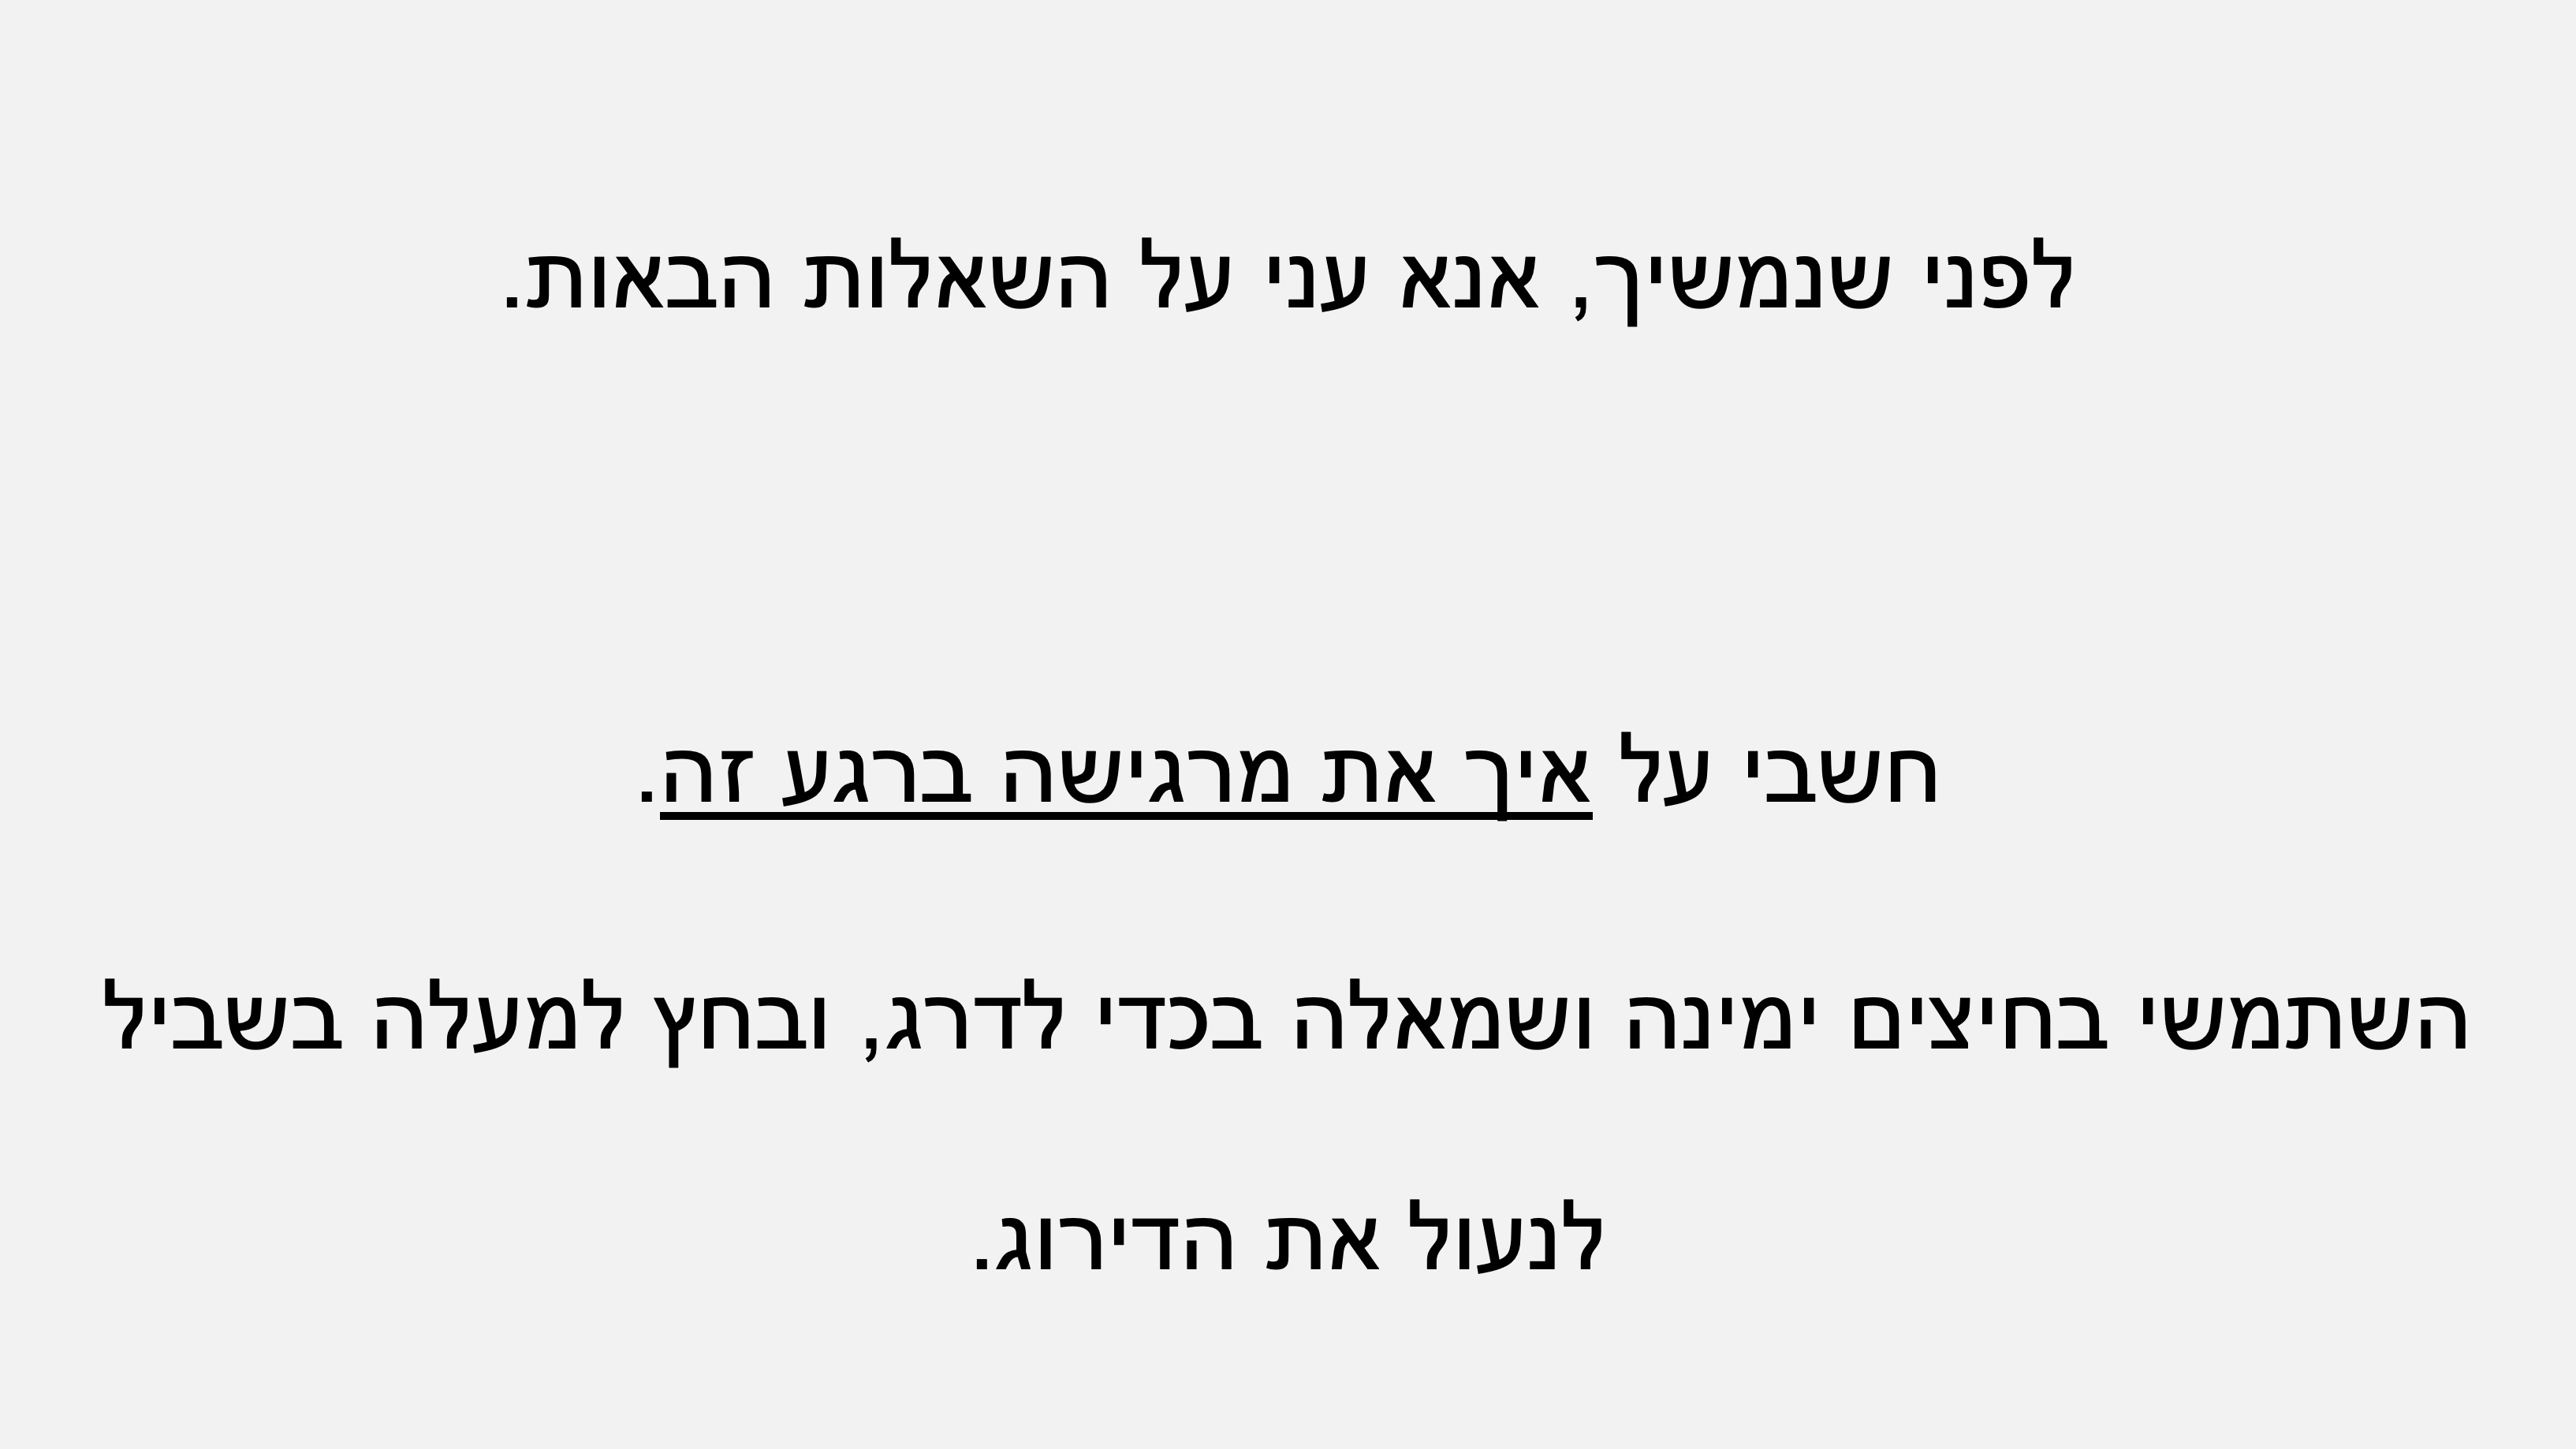 לפני שנמשיך, אנא עני על השאלות הבאות.
חשבי על איך את מרגישה ברגע זה.
השתמשי בחיצים ימינה ושמאלה בכדי לדרג, ובחץ למעלה בשביל
לנעול את הדירוג.